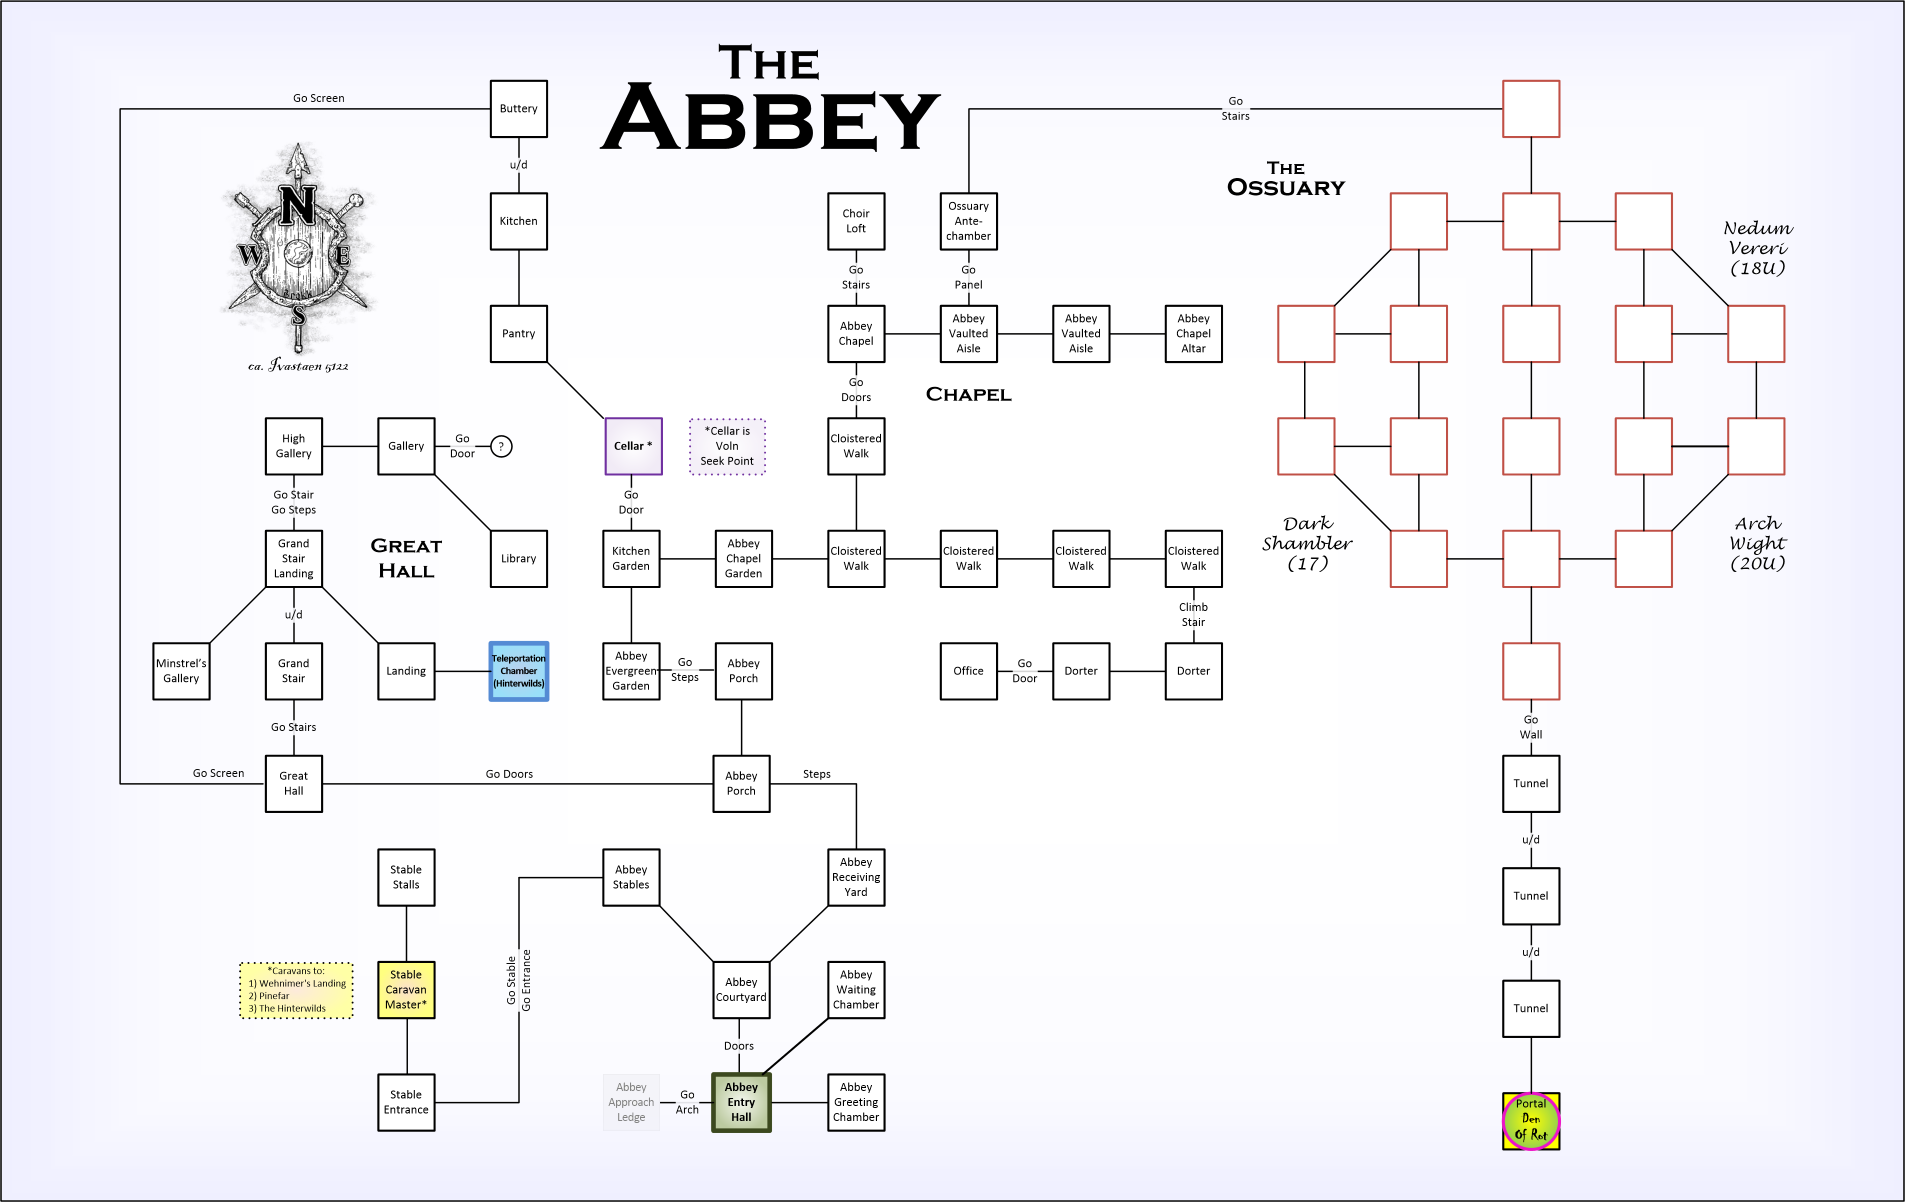 THE
ABBEY
Go Screen
Buttery
Go
Stairs
u/d
THE
OSSUARY
N
W
E
S
ca. Ivastaen 5122
Kitchen
Choir
Loft
Ossuary
Ante-
chamber
Nedum
Vereri
(18U)
Go
Stairs
Go
Panel
Pantry
Abbey
Chapel
Abbey
Vaulted
Aisle
Abbey
Vaulted
Aisle
Abbey
Chapel
Altar
Go
Doors
CHAPEL
High
Gallery
Gallery
Go
Door
?
Cellar *
*Cellar is
Voln
Seek Point
Cloistered
Walk
Go Stair
Go Steps
Go
Door
GREAT
HALL
Grand
Stair
Landing
Library
Kitchen
Garden
Abbey
Chapel
Garden
Cloistered
Walk
Cloistered
Walk
Cloistered
Walk
Cloistered
Walk
Dark
Shambler
(17)
Arch
Wight
(20U)
u/d
Climb
Stair
Minstrel's
Gallery
Grand
Stair
Landing
Teleportation
Chamber
(Hinterwilds)
Abbey
Evergreen
Garden
Go
Steps
Abbey
Porch
Office
Go
Door
Dorter
Dorter
Go Stairs
Go
Wall
Go Screen
Great
Hall
Go Doors
Abbey
Porch
Steps
Tunnel
u/d
Stable
Stalls
Abbey
Stables
Abbey
Receiving
Yard
Tunnel
u/d
Go Stable
Go Entrance
*Caravans to:
1) Wehnimer's Landing
2) Pinefar
3) The Hinterwilds
Stable
Caravan
Master*
Abbey
Courtyard
Abbey
Waiting
Chamber
Tunnel
Doors
Stable
Entrance
Abbey
Approach
Ledge
Go
Arch
Abbey
Entry
Hall
Abbey
Greeting
Chamber
Portal
Den
Of Rot